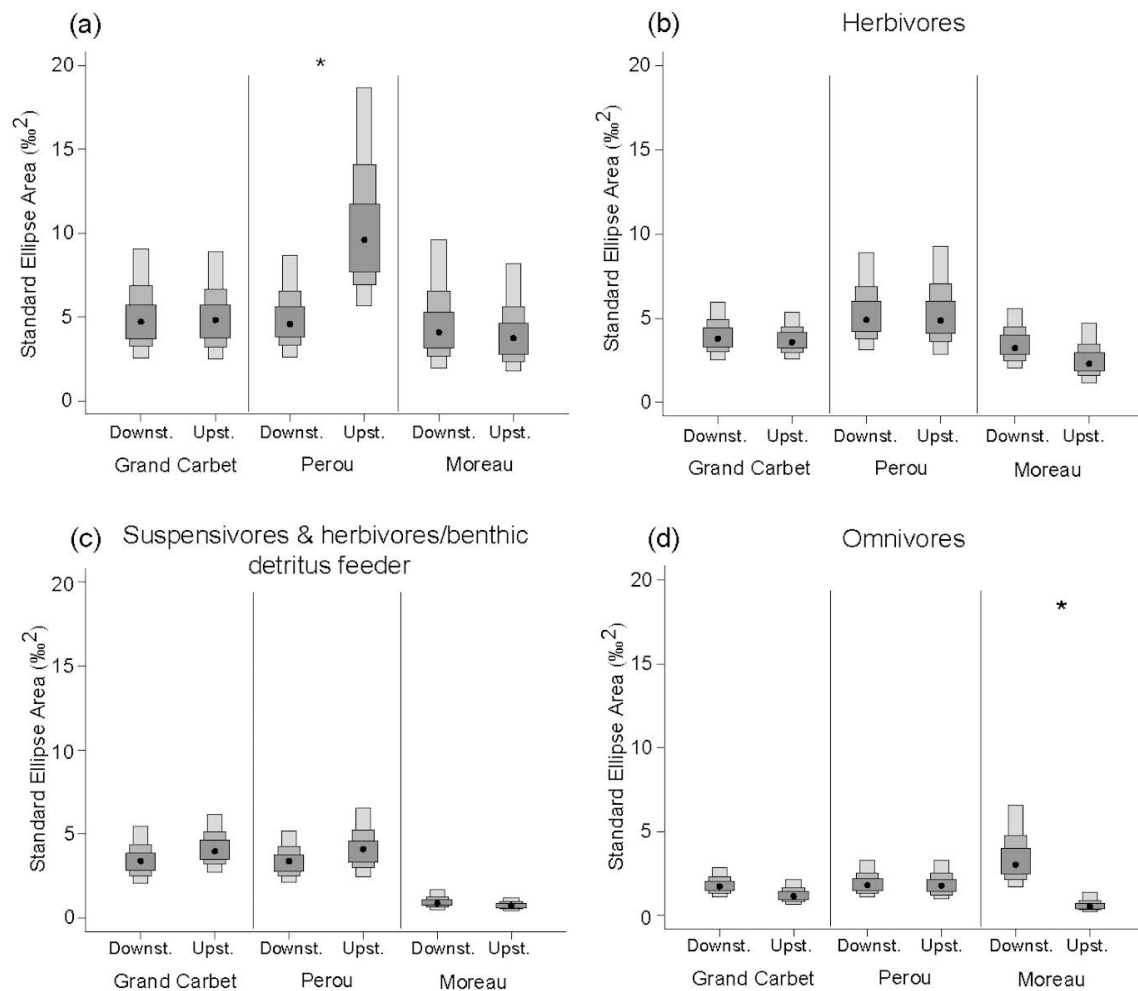 (a)
20
15
10
5
0
Standard Ellipse Area (‰²)
*
Downst. Upst. Downst. Upst. Downst. Upst.
Grand Carbet Perou Moreau
(b)
Herbivores
20
15
10
5
0
Standard Ellipse Area (‰²)
Downst. Upst. Downst. Upst. Downst. Upst.
Grand Carbet Perou Moreau
(c)
Suspensivores & herbivores/benthic
detritus feeder
20
15
10
5
0
Standard Ellipse Area (‰²)
Downst. Upst. Downst. Upst. Downst. Upst.
Grand Carbet Perou Moreau
(d)
Omnivores
20
15
10
5
0
Standard Ellipse Area (‰²)
*
Downst. Upst. Downst. Upst. Downst. Upst.
Grand Carbet Perou Moreau